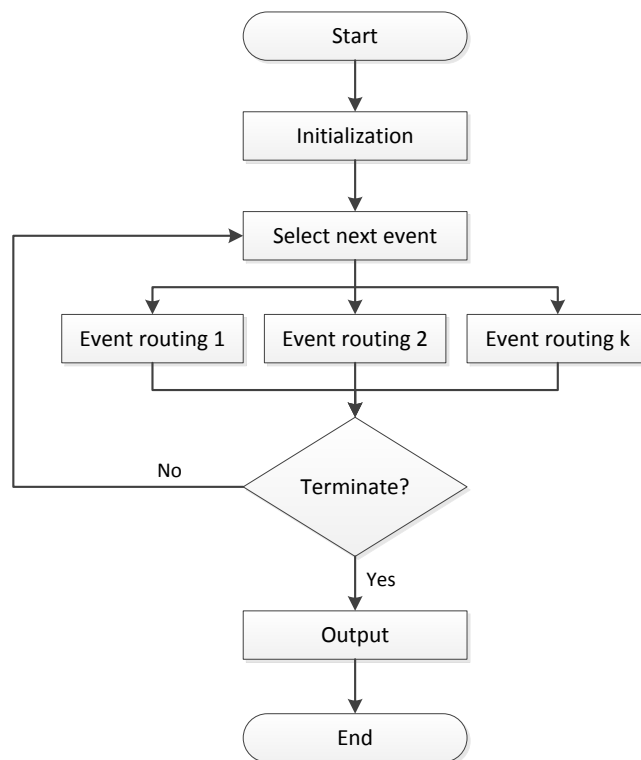 Start
Initialization
Select next event
Event routing 1
Event routing 2
Event routing k
No
Terminate?
Yes
Output
End